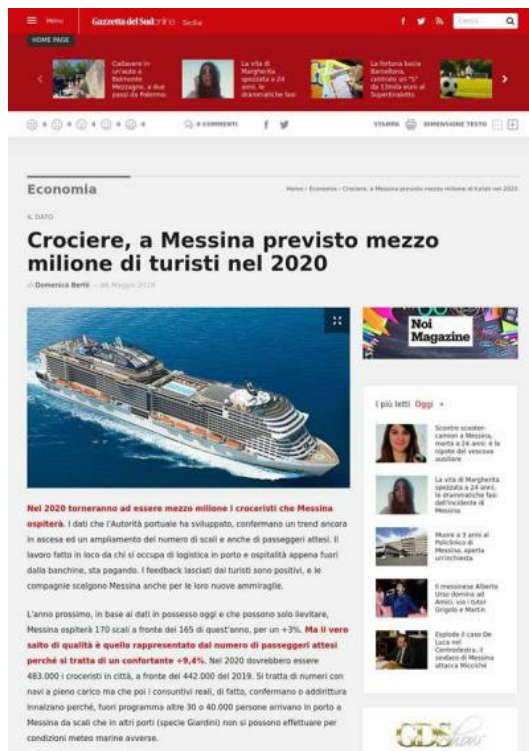 Menu
Gazzetta del Sud online Sicilia
Cerca
HOME PAGE
Cadavere in
un'auto a
Belmonte
Mezzagno, a due
passi da Palermo
La vita di
Margherita
spezzata a 24
anni, le
drammatiche fasi
La fortuna bacia
Barcellona,
centrato un "5"
da 13mila euro al
SuperEnalotto
0 COMMENTI
STAMPA
DIMENSIONE TESTO
Economia
Home › Economia › Crociere, a Messina previsto mezzo milione di turisti nel 2020
IL DATO
Crociere, a Messina previsto mezzo
milione di turisti nel 2020
di Domenico Bertè — 28 Maggio 2019
Noi
Magazine
Nel 2020 torneranno ad essere mezzo milione i croceristi che Messina
ospiterà. I dati che l'Autorità portuale ha sviluppato, confermano un trend ancora
in ascesa ed un ampliamento del numero di scali e anche di passeggeri attesi. Il
lavoro fatto in loco da chi si occupa di logistica in porto e ospitalità appena fuori
dalla banchine, sta pagando. I feedback lasciati dai turisti sono positivi, e le
compagnie scelgono Messina anche per le loro nuove ammiraglie.
L'anno prossimo, in base ai dati in possesso oggi e che possono solo lievitare,
Messina ospiterà 170 scali a fronte dei 165 di quest'anno, per un +3%. Ma il vero
salto di qualità è quello rappresentato dal numero di passeggeri attesi
perché si tratta di un confortante +9,4%. Nel 2020 dovrebbero essere
483.000 i croceristi in città, a fronte dei 442.000 del 2019. Si tratta di numeri con
navi a pieno carico ma che poi i consuntivi reali, di fatto, confermano o addirittura
innalzano perché, fuori programma altre 30 o 40.000 persone arrivano in porto a
Messina da scali che in altri porti (specie Giardini) non si possono effettuare per
condizioni meteo marine avverse.
I più letti Oggi
Scontro scooter-
camion a Messina,
morta a 24 anni: è la
nipote del vescovo
ausiliare
La vita di Margherita
spezzata a 24 anni,
le drammatiche fasi
dell'incidente di
Messina
Muore a 3 anni al
Policlinico di
Messina, aperta
un'inchiesta
Il messinese Alberto
Urso domina ad
Amici, via i tutor
Grigolo e Martin
Esplode il caso De
Luca nel
Centrodestra, il
sindaco di Messina
attacca Miccichè
GDS